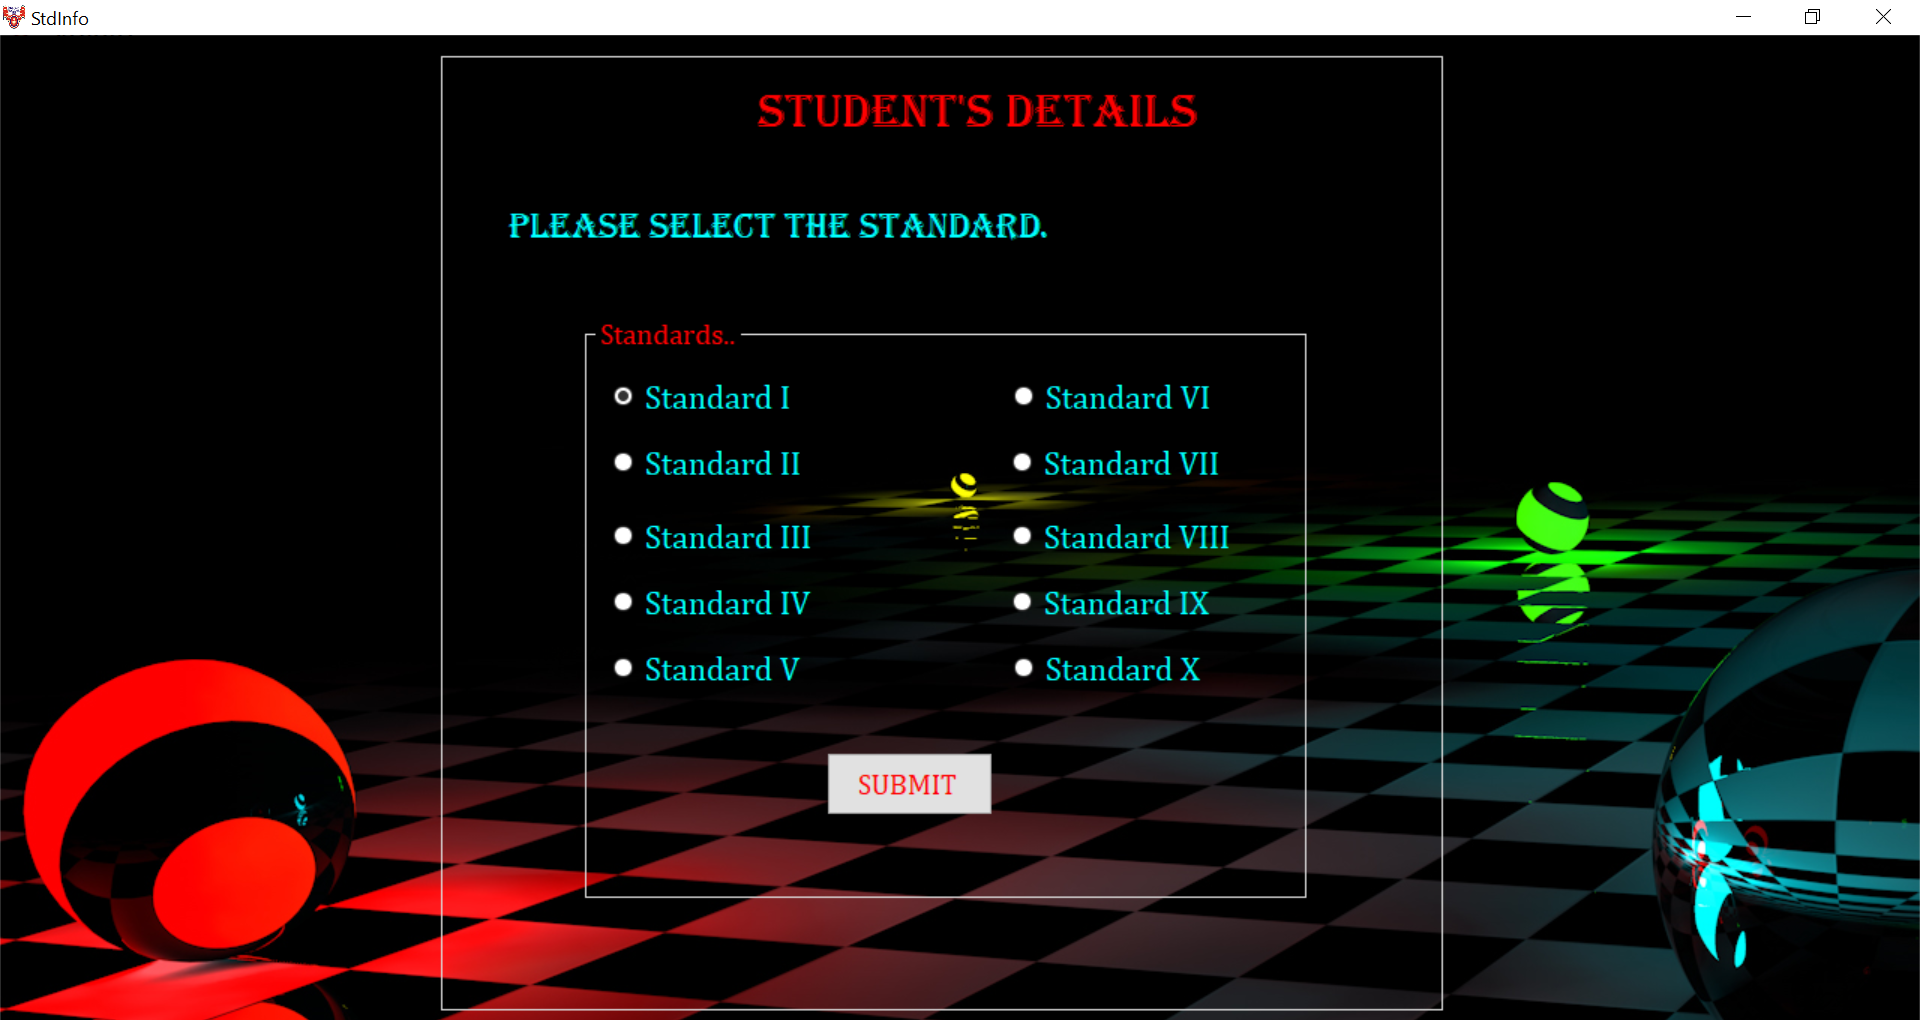 StdInfo
STUDENT'S DETAILS
PLEASE SELECT THE STANDARD.
Standards..
Standard I
Standard VI
Standard II
Standard VII
Standard III
Standard VIII
Standard IV
Standard IX
Standard V
Standard X
SUBMIT